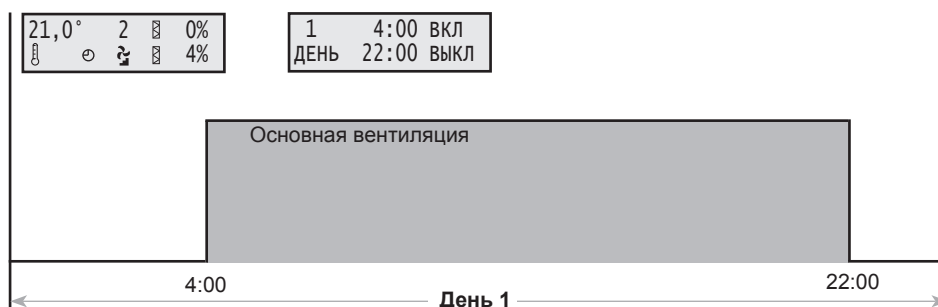 21,0° 2 0%
4%
1 4:00 ВКЛ
ДЕНЬ 22:00 ВЫКЛ
Основная вентиляция
4:00 22:00
День 1